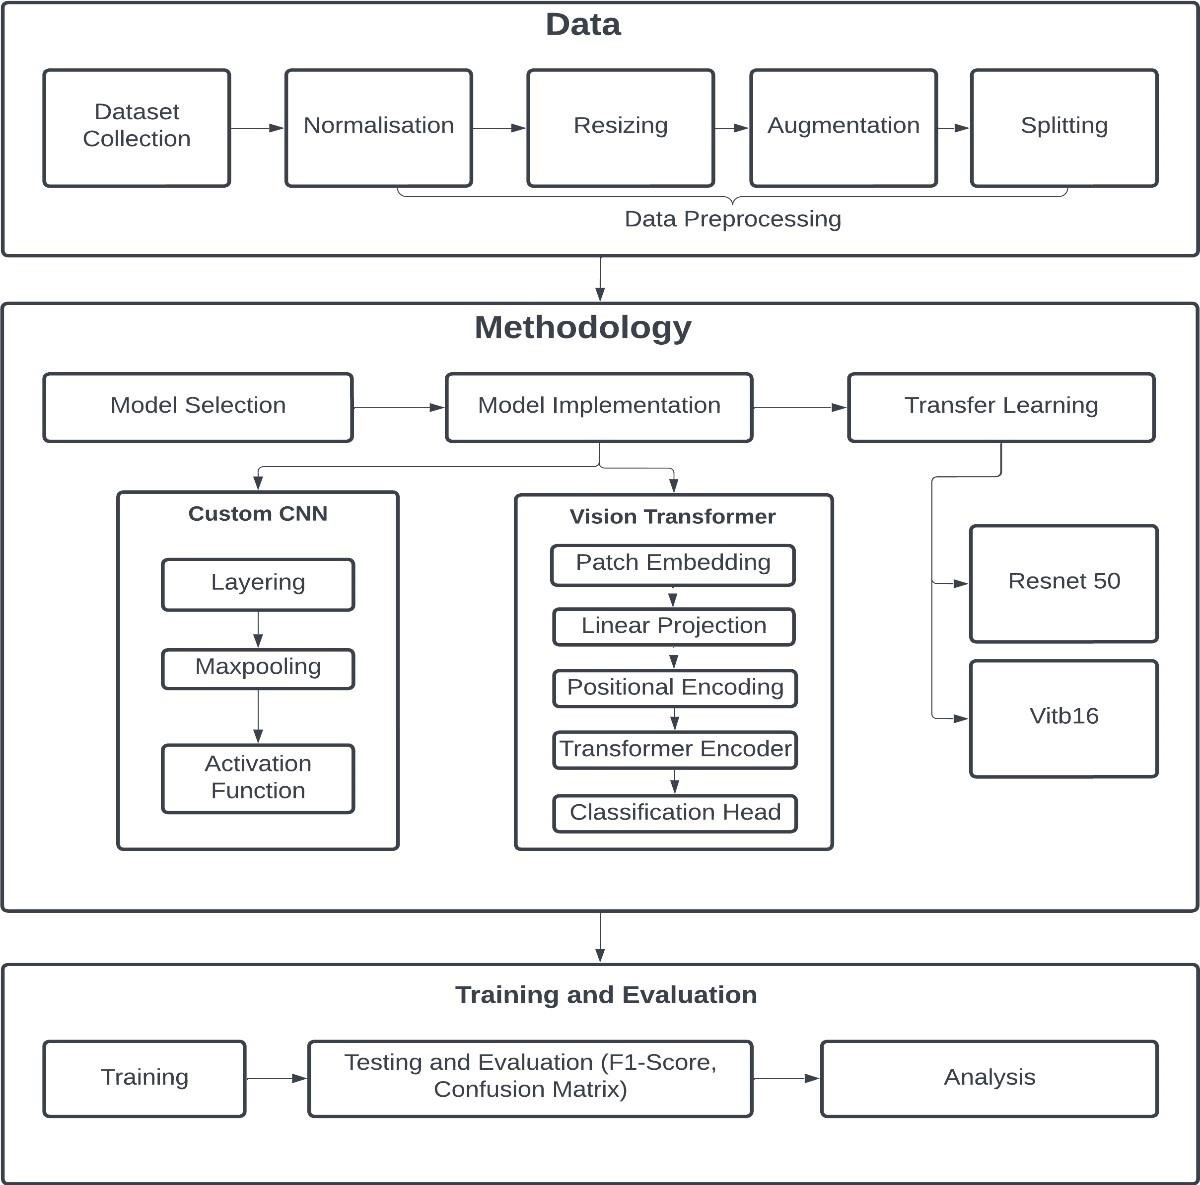 Data
Dataset
Collection
Normalisation
Resizing
Augmentation
Splitting
Data Preprocessing
Methodology
Model Selection
Model Implementation
Transfer Learning
Custom CNN
Layering
Maxpooling
Activation
Function
Vision Transformer
Patch Embedding
Linear Projection
Positional Encoding
Transformer Encoder
Classification Head
Resnet 50
Vitb16
Training and Evaluation
Training
Testing and Evaluation (F1-Score,
Confusion Matrix)
Analysis